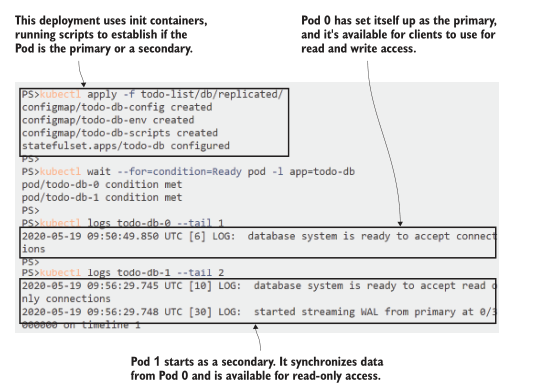 This deployment uses init containers,
running scripts to establish if the
Pod is the primary or a secondary.
Pod 0 has set itself up as the primary,
and it's available for clients to use for
read and write access.
PS>kubectl apply -f todo-list/db/replicated/
configmap/todo-db-config created
configmap/todo-db-env created
configmap/todo-db-scripts created
statefulset.apps/todo-db configured
PS>
PS>kubectl wait --for=condition=Ready pod -l app=todo-db
pod/todo-db-0 condition met
pod/todo-db-1 condition met
PS>
PS>kubectl logs todo-db-0 --tail 1
2020-05-19 09:50:49.850 UTC [6] LOG:  database system is ready to accept connect
ions
PS>
PS>kubectl logs todo-db-1 --tail 2
2020-05-19 09:56:29.745 UTC [10] LOG:  database system is ready to accept read o
nly connections
2020-05-19 09:56:29.748 UTC [30] LOG:  started streaming WAL from primary at 0/3
000000 on timeline 1
Pod 1 starts as a secondary. It synchronizes data
from Pod 0 and is available for read-only access.